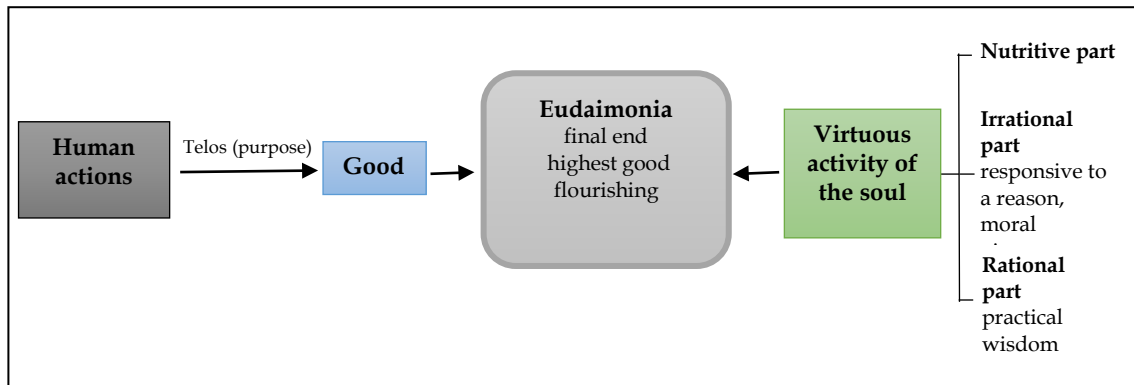 Human
actions
Telos (purpose)
Good
Eudaimonia
final end
highest good
flourishing
Virtuous
activity of
the soul
Nutritive part
Irrational
part
responsive to
a reason,
moral
Rational
part
practical
wisdom